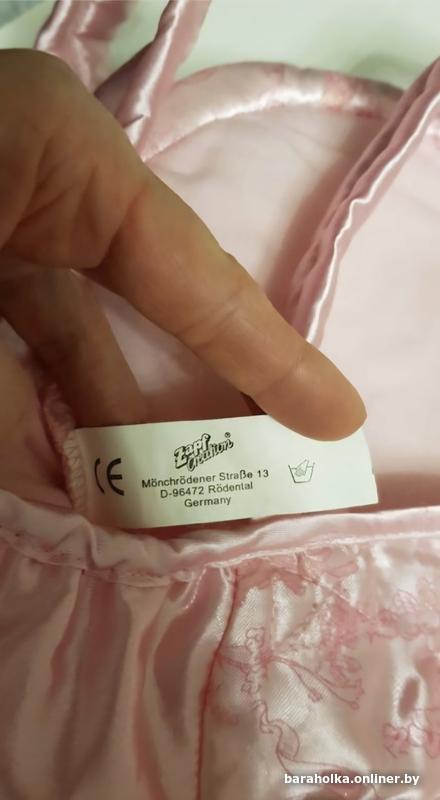 Zapf
Creation®
CE
Mönchrödener Straße 13
D-96472 Rödental
Germany
baraholka.onliner.by